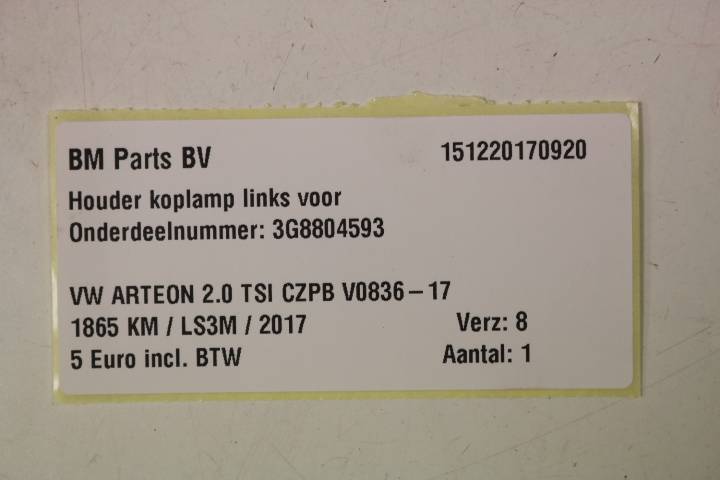 BM Parts BV 151220170920
Houder koplamp links voor
Onderdeelnummer: 3G8804593
VW ARTEON 2.0 TSI CZPB V0836-17
1865 KM / LS3M / 2017 Verz: 8
5 Euro incl. BTW Aantal: 1